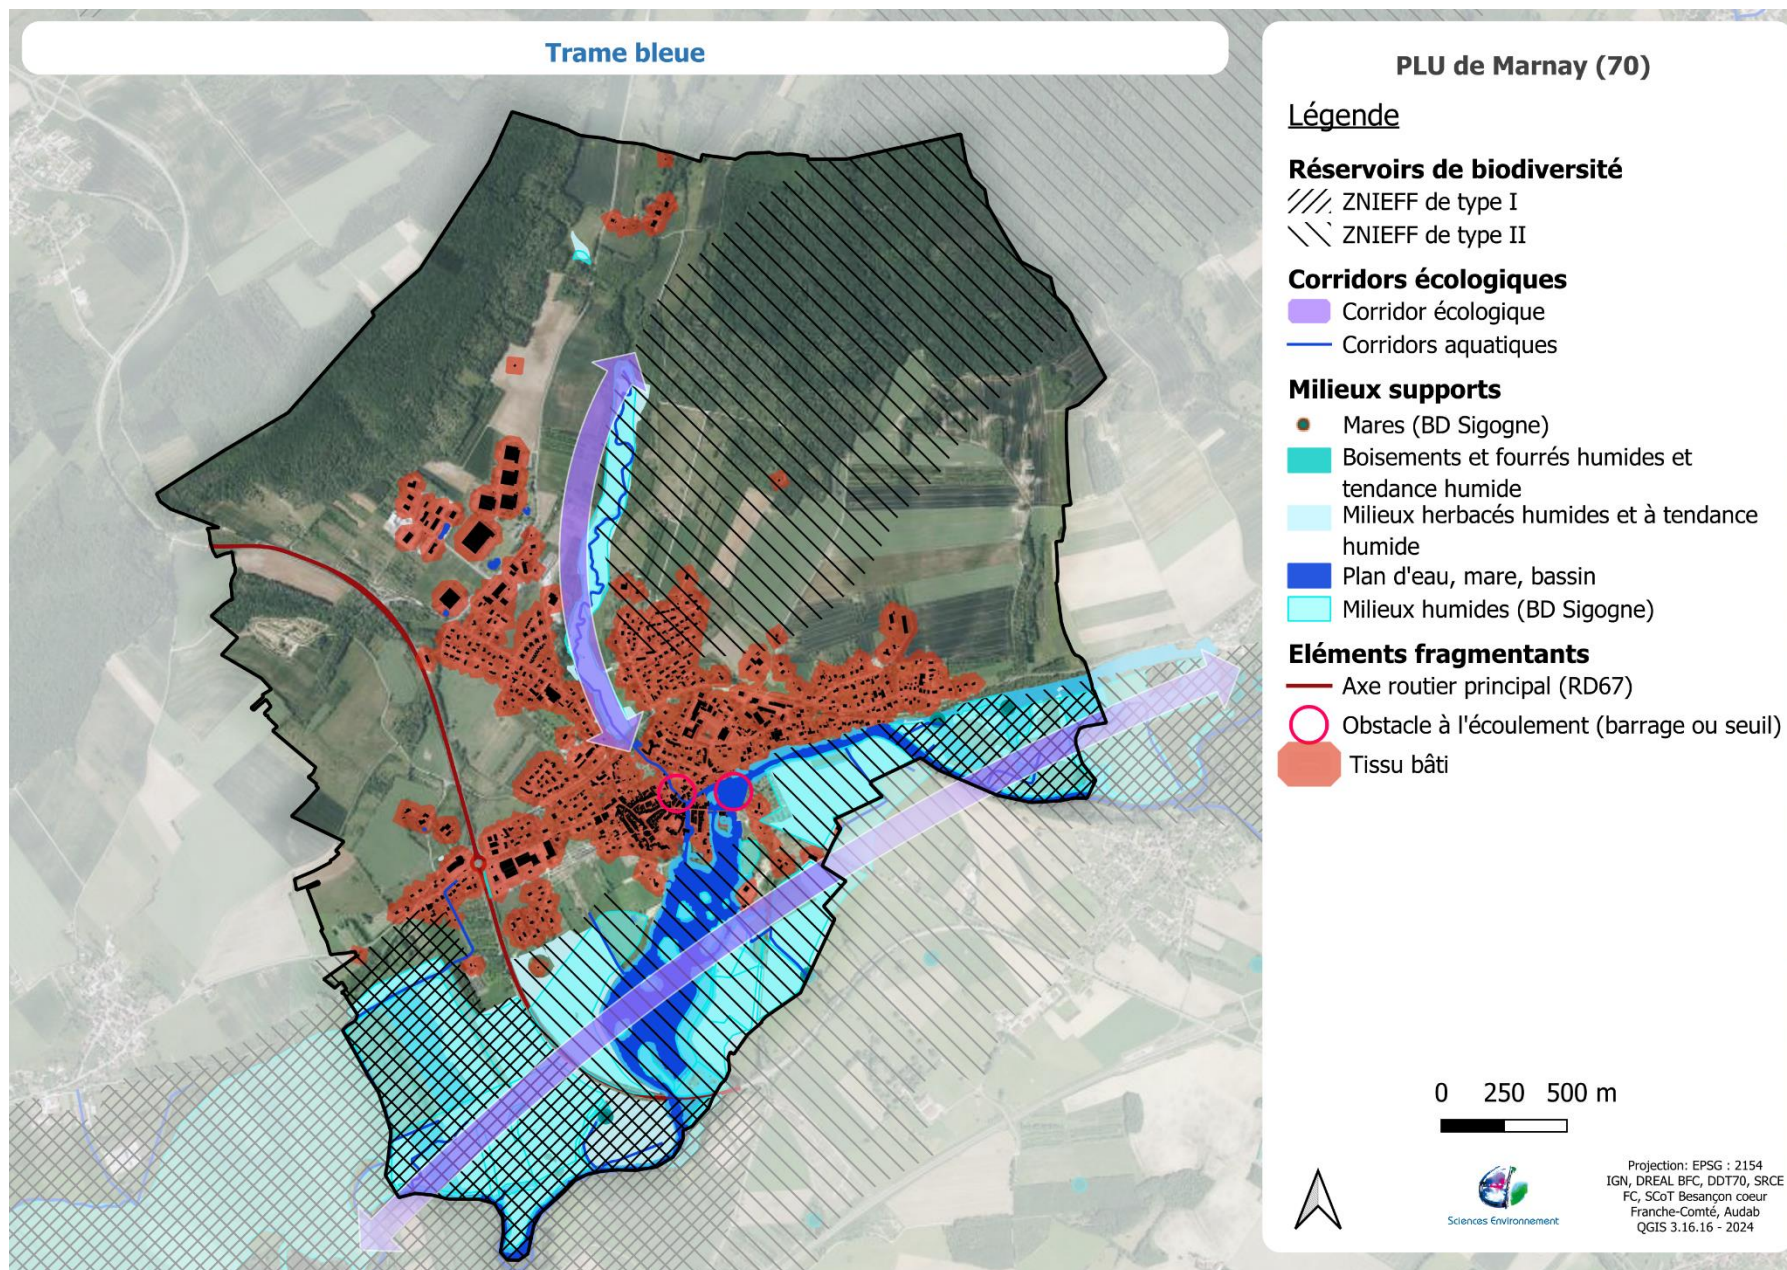 Trame bleue
PLU de Marnay (70)
Légende
Réservoirs de biodiversité
ZNIEFF de type I
ZNIEFF de type II
Corridors écologiques
Corridor écologique
Corridors aquatiques
Milieux supports
Mares (BD Sigogne)
Boisements et fourrés humides et
tendance humide
Milieux herbacés humides et à tendance
humide
Plan d'eau, mare, bassin
Milieux humides (BD Sigogne)
Eléments fragmentants
Axe routier principal (RD67)
Obstacle à l'écoulement (barrage ou seuil)
Tissu bâti
0 250 500 m
Sciences Environnement
Projection: EPSG : 2154
IGN, DREAL BFC, DDT70, SRCE
FC, SCoT Besançon coeur
Franche-Comté, Audab
QGIS 3.16.16 - 2024